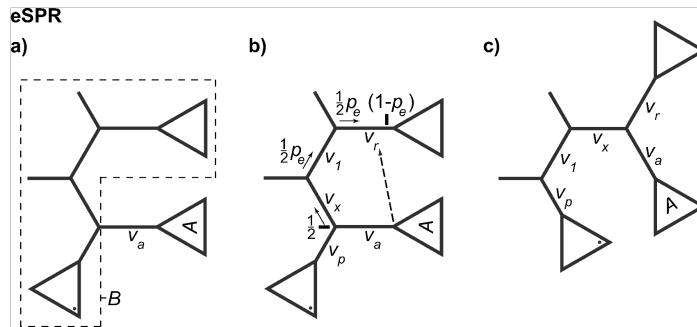 eSPR
a)
A
v_a
B
b)
½p_e (1-p_e)
v_r
½p_e
v_1
v_x
½
v_p
v_a
A
c)
v_r
v_x
v_1
v_a
v_p
A